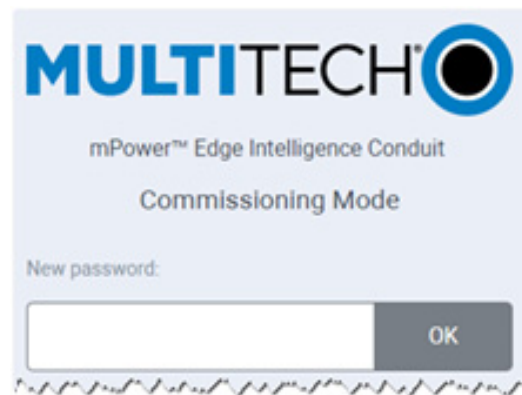 MULTITECH®
mPower™ Edge Intelligence Conduit
Commissioning Mode
New password:
OK